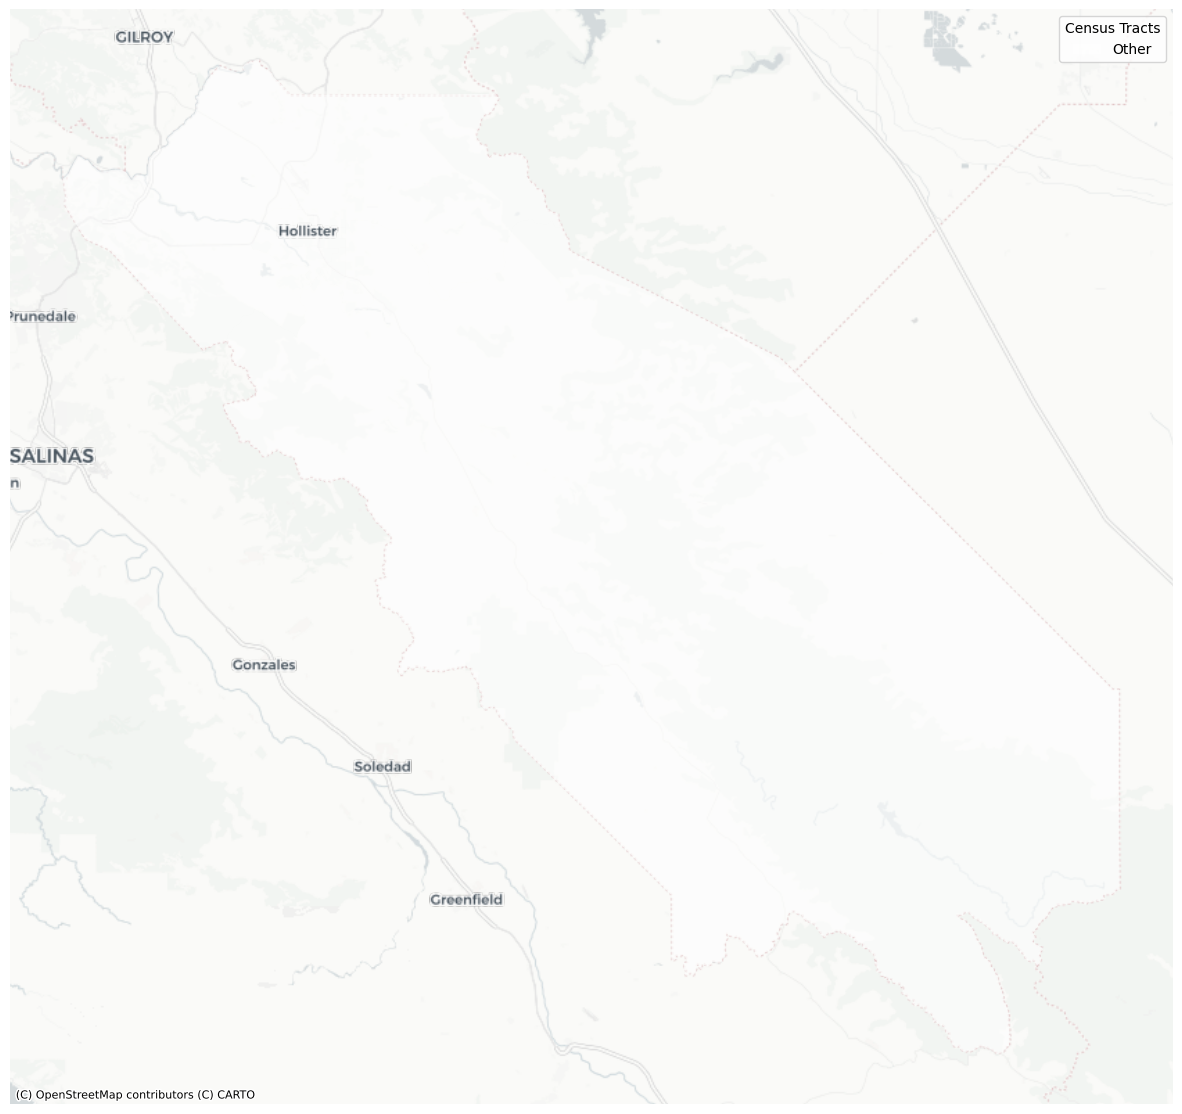 GILROY
Census Tracts
Other
Hollister
Prunedale
SALINAS
n
Gonzales
Soledad
Greenfield
(C) OpenStreetMap contributors (C) CARTO